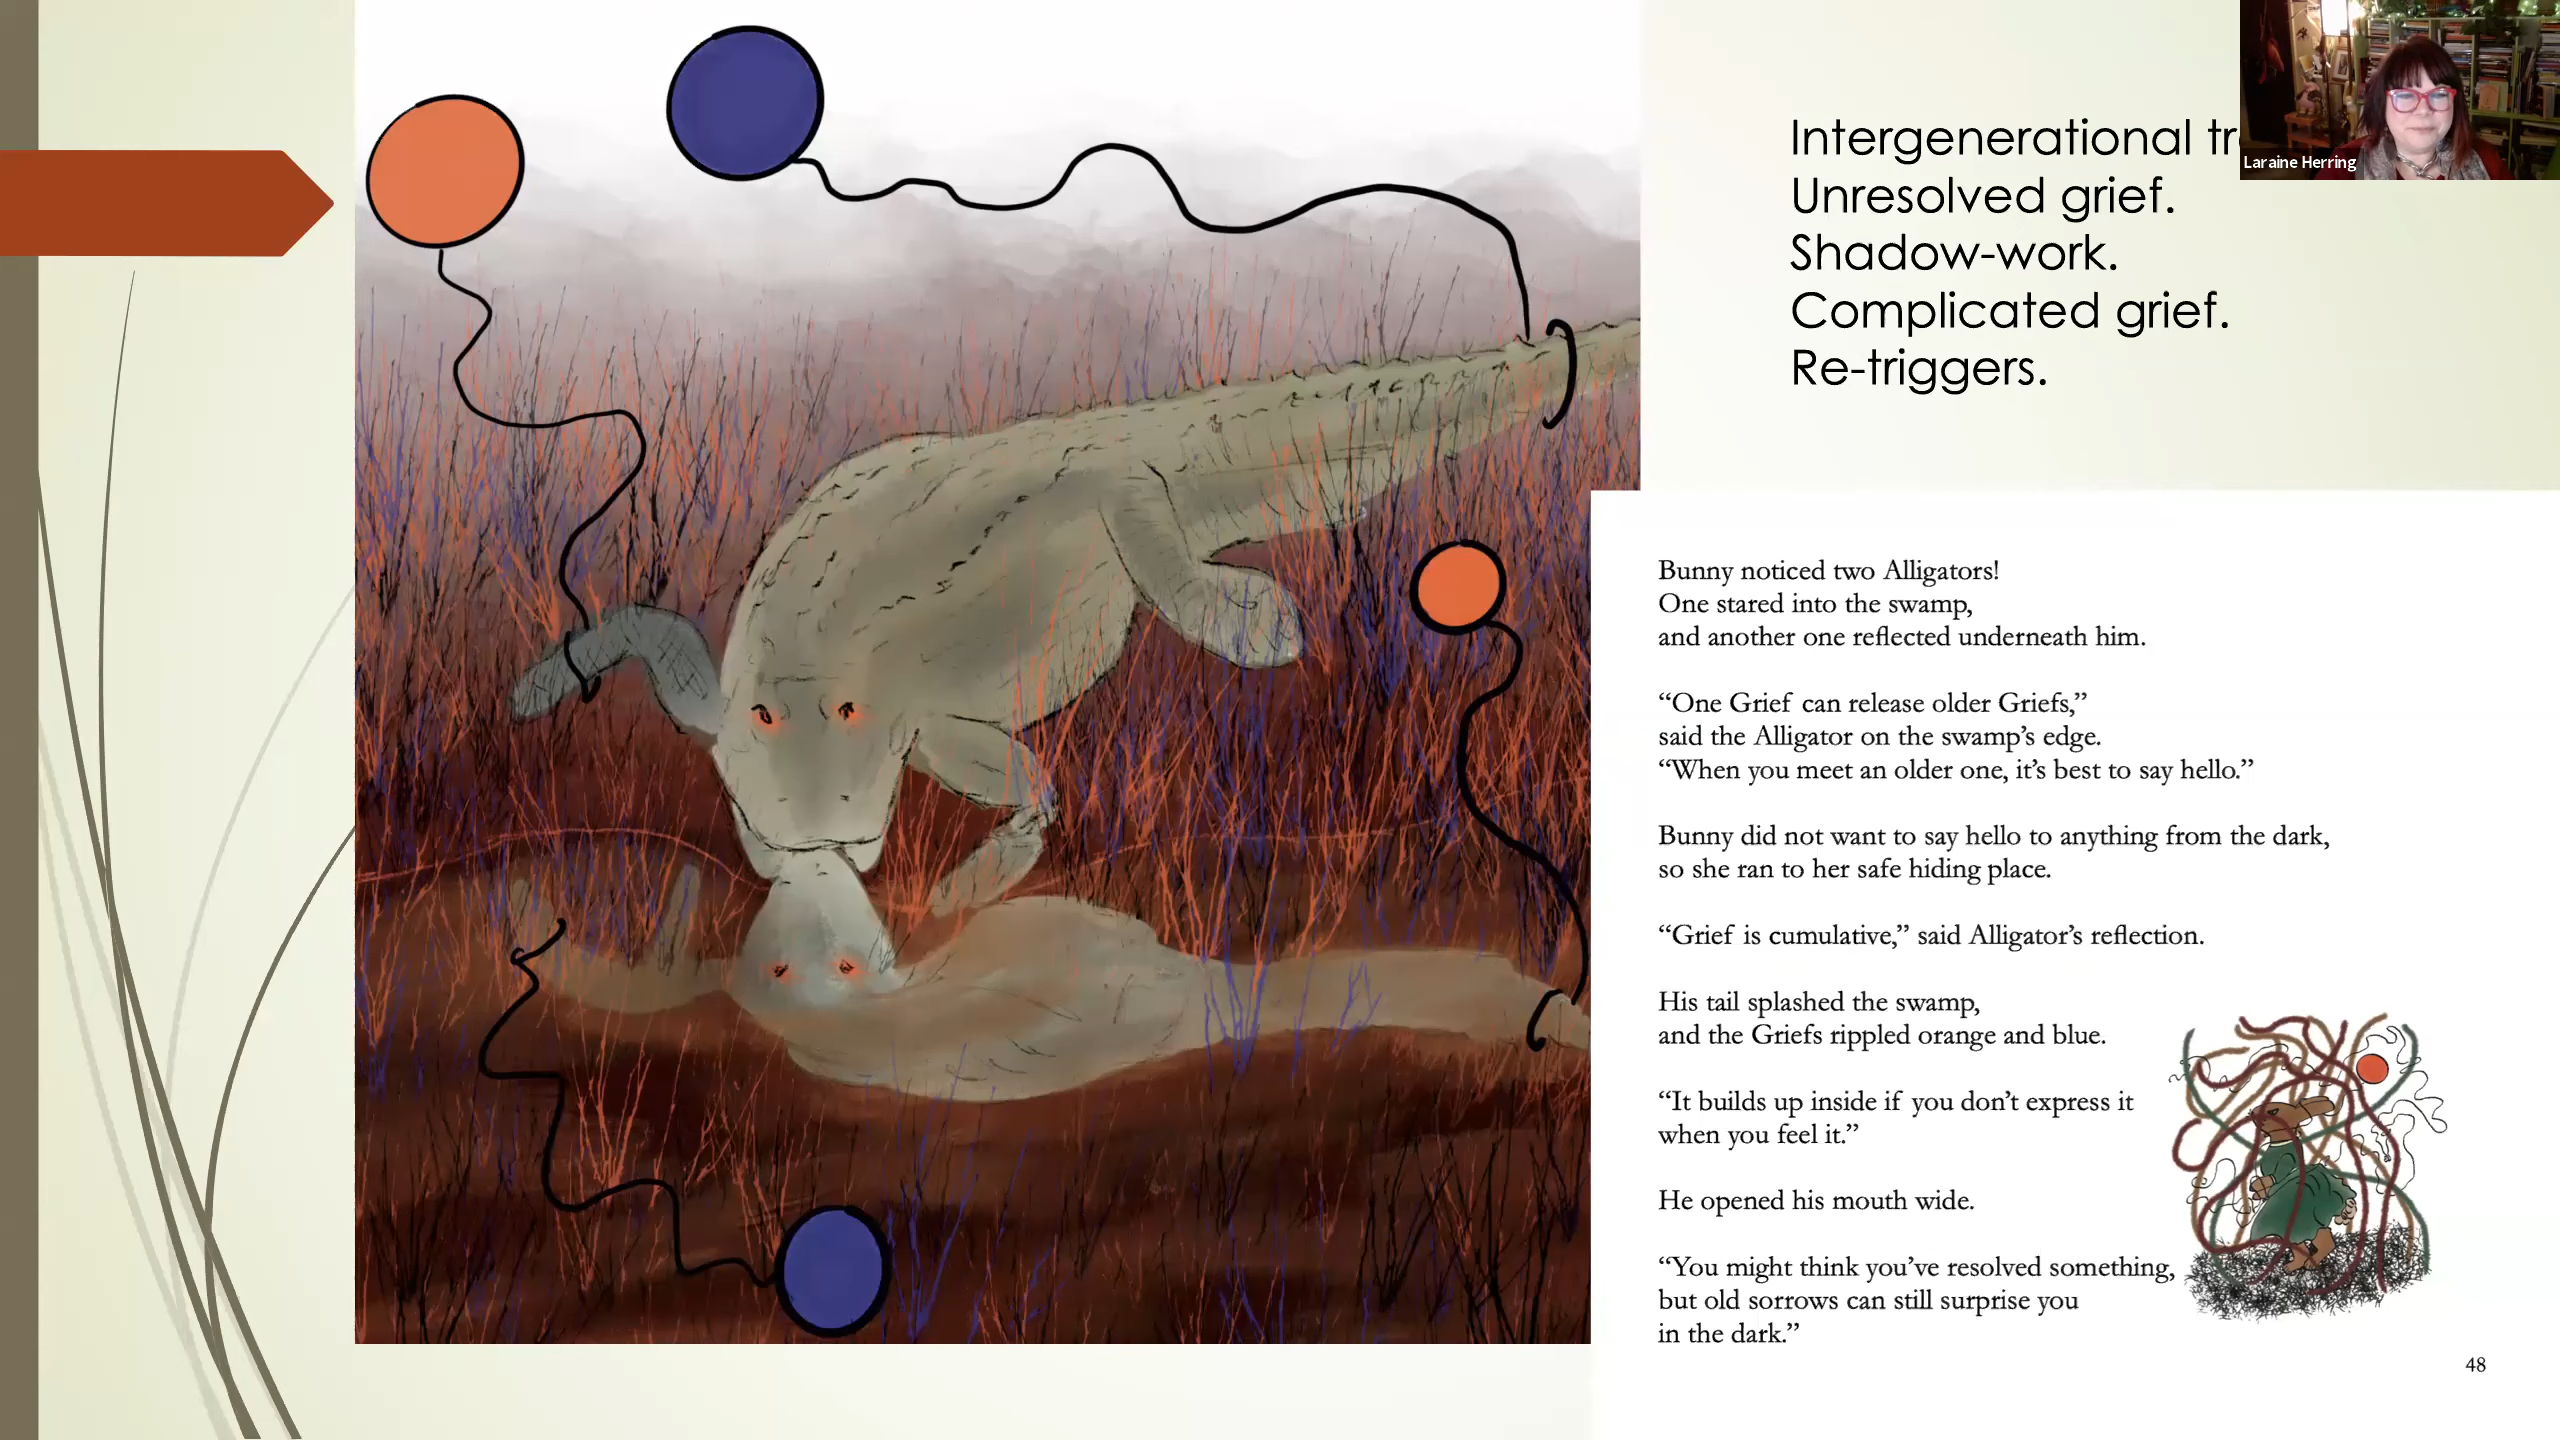 Intergenerational
Unresolved grief.
Shadow-work.
Complicated grief.
Re-triggers.
Laraine Herring
Bunny noticed two Alligators!
One stared into the swamp,
and another one reflected underneath him.
“One Grief can release older Griefs,”
said the Alligator on the swamp’s edge.
“When you meet an older one, it’s best to say hello.”
Bunny did not want to say hello to anything from the dark,
so she ran to her safe hiding place.
“Grief is cumulative,” said Alligator’s reflection.
His tail splashed the swamp,
and the Griefs rippled orange and blue.
“It builds up inside if you don’t express it
when you feel it.”
He opened his mouth wide.
“You might think you’ve resolved something,
but old sorrows can still surprise you
in the dark.”
48